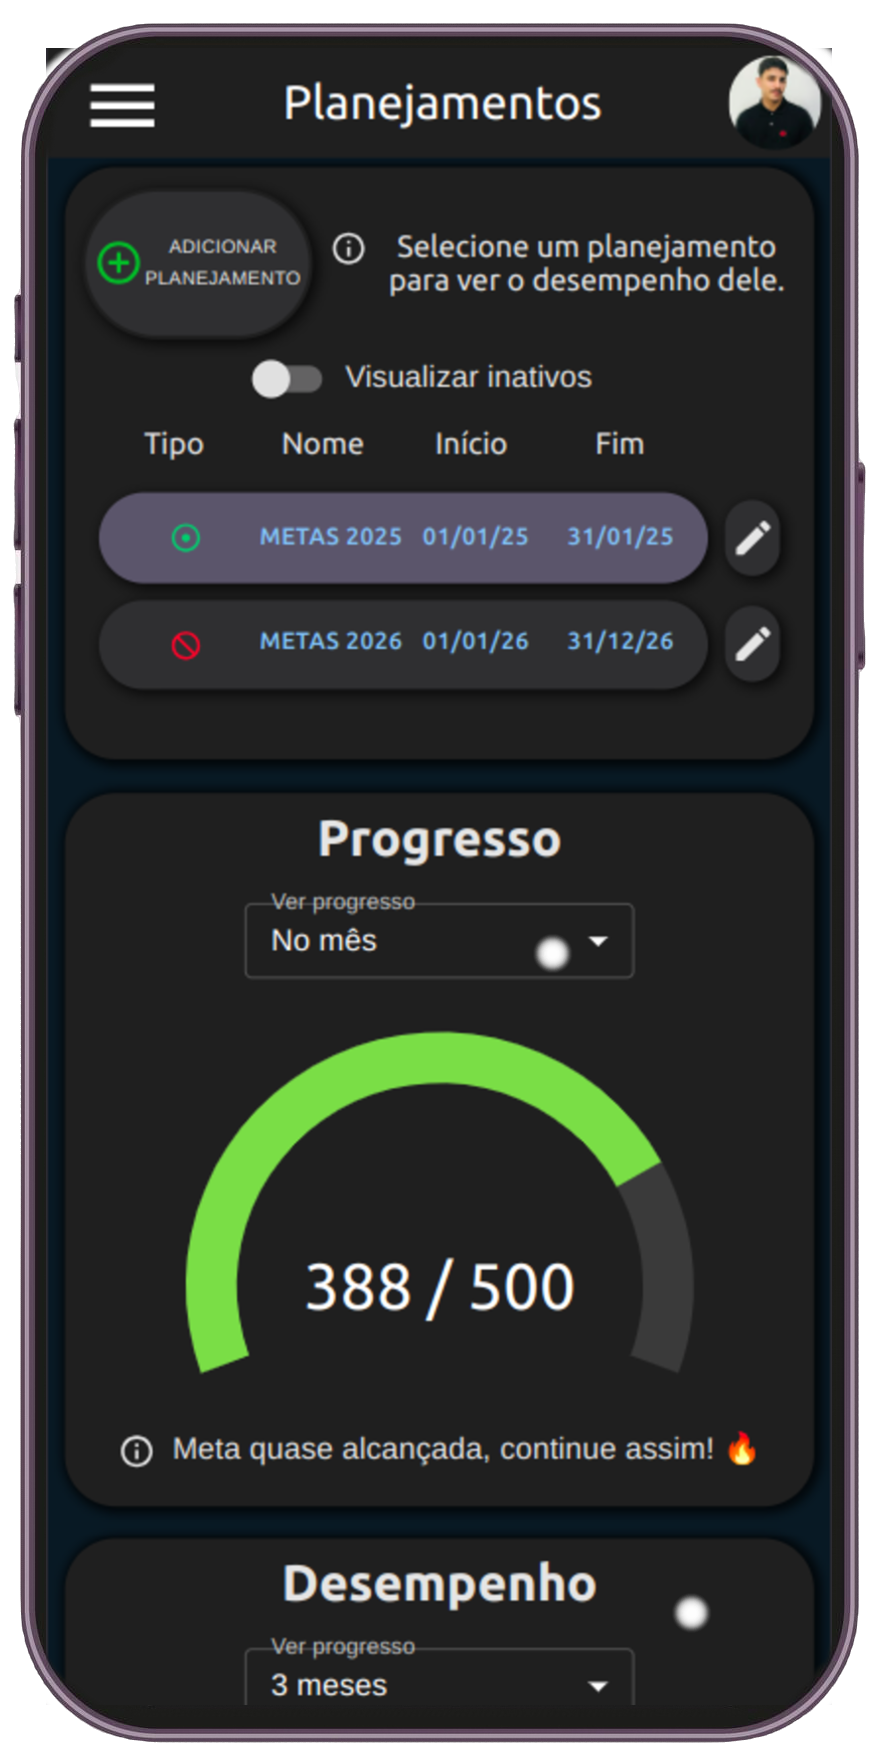 Planejamentos
ADICIONAR
PLANEJAMENTO
Selecione um planejamento
para ver o desempenho dele.
Visualizar inativos
Tipo Nome Início Fim
METAS 2025 01/01/25 31/01/25
METAS 2026 01/01/26 31/12/26
Progresso
Ver progresso
No mês
388 / 500
Meta quase alcançada, continue assim! 🔥
Desempenho
Ver progresso
3 meses